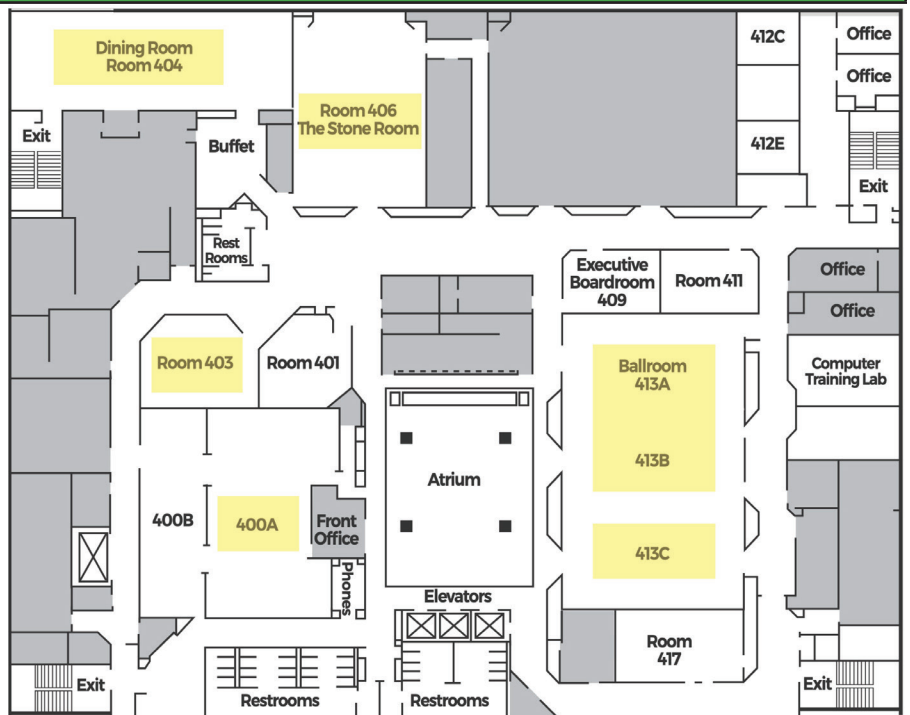 Dining Room
Room 404
412C
Office
Office
Room 406
The Stone Room
Exit
Buffet
412E
Exit
Rest
Rooms
Executive
Boardroom
409
Room 411
Office
Office
Room 403
Room 401
Ballroom
413A
Computer
Training Lab
413B
Atrium
400B
400A
Front
Office
413C
Phones
Elevators
Room
417
Exit
Restrooms
Restrooms
Exit